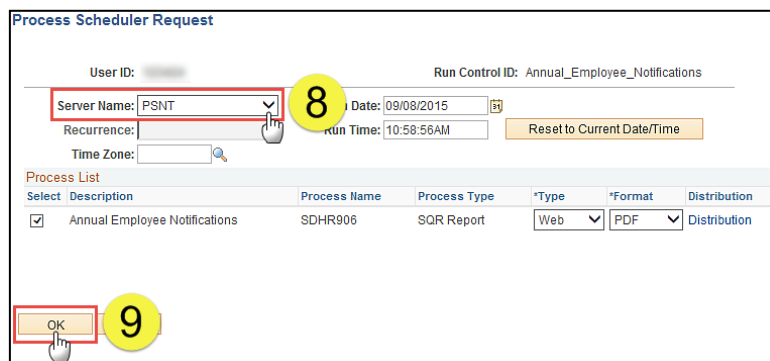 Process Scheduler Request
User ID: Run Control ID: Annual_Employee_Notifications
Server Name: PSNT 8 Date: 09/08/2015
Recurrence: Run Time: 10:58:56AM Reset to Current Date/Time
Time Zone:
Process List
Select Description Process Name Process Type *Type *Format Distribution
Annual Employee Notifications SDHR906 SQR Report Web PDF Distribution
OK 9